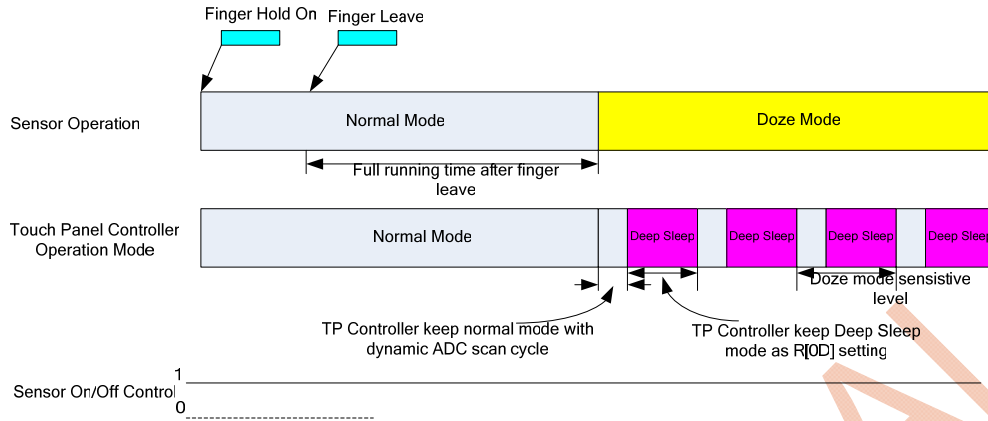 Finger Hold On
Finger Leave
Sensor Operation
Normal Mode
Doze Mode
Full running time after finger
leave
Touch Panel Controller
Operation Mode
Normal Mode
Deep Sleep
Deep Sleep
Deep Sleep
Deep Sleep
Doze mode sensistive
level
TP Controller keep normal mode with
dynamic ADC scan cycle
TP Controller keep Deep Sleep
mode as R[0D] setting
Sensor On/Off Control
1
0